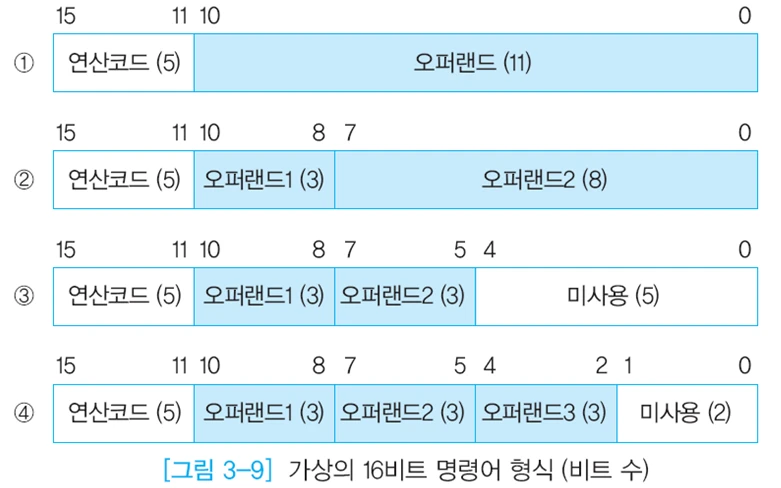 15 11 10 0
① 연산코드 (5) 오퍼랜드 (11)
15 11 10 8 7 0
② 연산코드 (5) 오퍼랜드1 (3) 오퍼랜드2 (8)
15 11 10 8 7 5 4 0
③ 연산코드 (5) 오퍼랜드1 (3) 오퍼랜드2 (3) 미사용 (5)
15 11 10 8 7 5 4 2 1 0
④ 연산코드 (5) 오퍼랜드1 (3) 오퍼랜드2 (3) 오퍼랜드3 (3) 미사용 (2)
[그림 3-9] 가상의 16비트 명령어 형식 (비트 수)